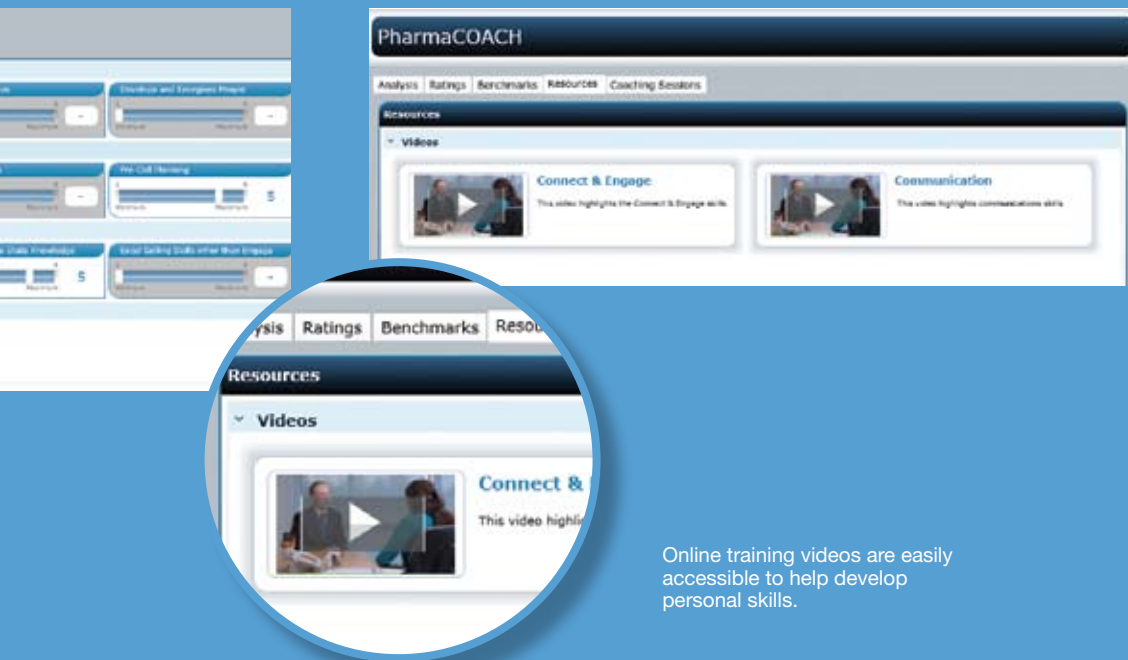 Pre-Call Planning
5
5
PharmaCOACH
Analysis Ratings Benchmarks Resources Coaching Sessions
Resources
Videos
Connect & Engage
This video highlights the Connect & Engage skills
Communication
This video highlights communications skills
ysis Ratings Benchmarks Resou
Resources
Videos
Connect &
This video highli
Online training videos are easily
accessible to help develop
personal skills.